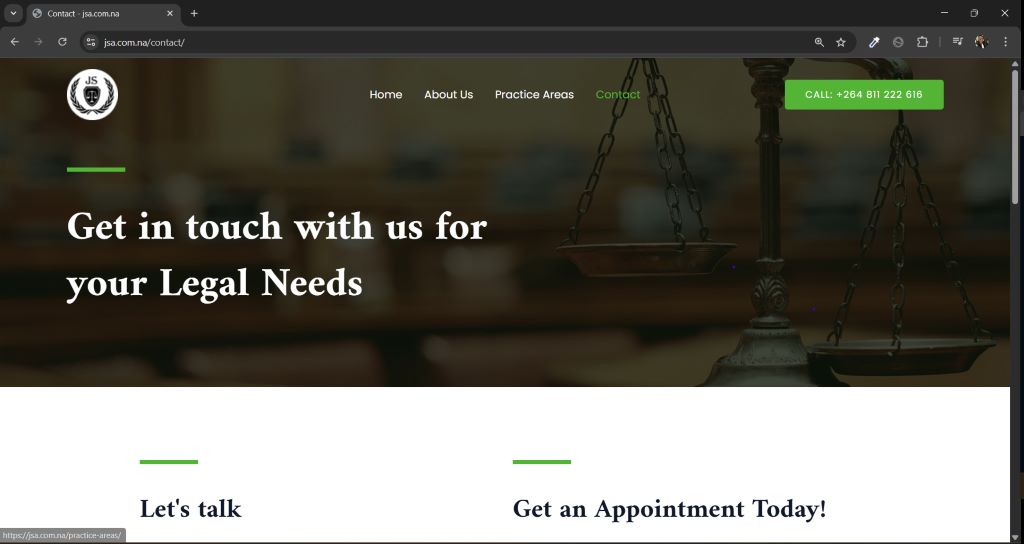 Contact - jsa.com.na
jsa.com.na/contact/
JS
Home
About Us
Practice Areas
Contact
CALL: +264 811 222 616
Get in touch with us for
your Legal Needs
Let's talk
Get an Appointment Today!
https://jsa.com.na/practice-areas/